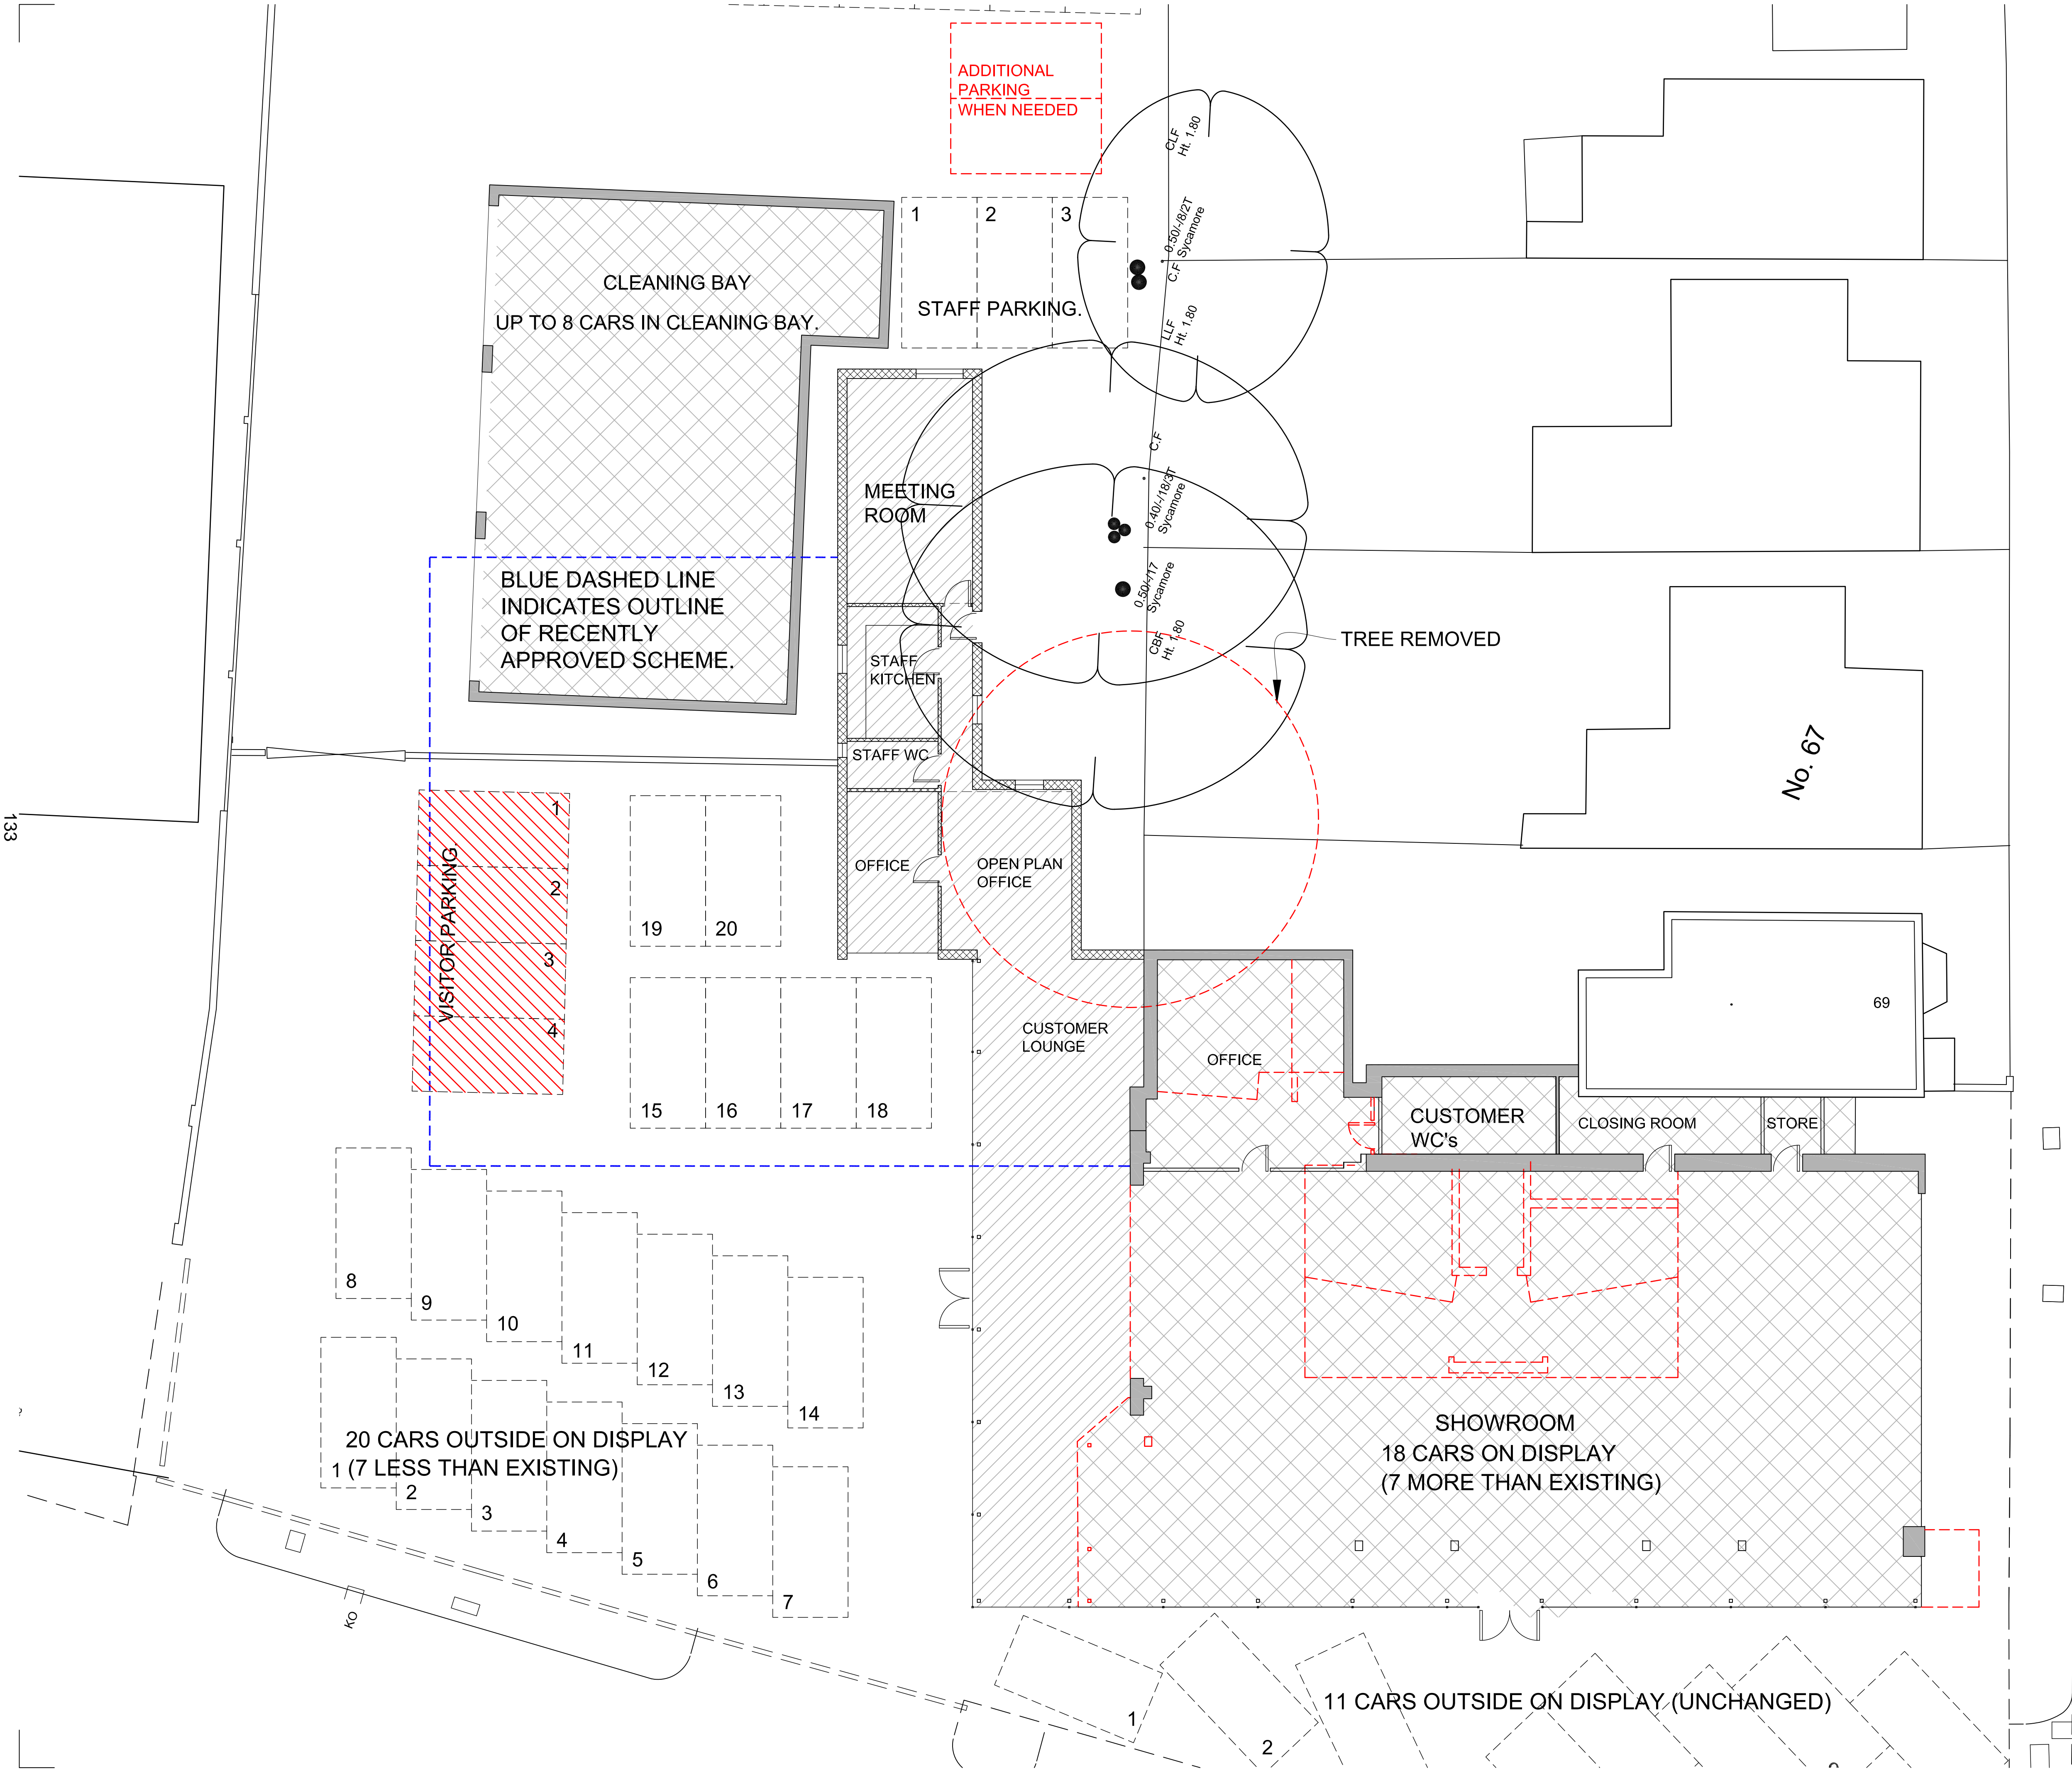 ADDITIONAL
PARKING
WHEN NEEDED
CLF
Ht. 1.80
1
2
3
STAFF PARKING.
0.50/-/8/2T
Sycamore
C.F
LLF
Ht. 1.80
CLEANING BAY
UP TO 8 CARS IN CLEANING BAY.
C.F
0.40/-/18/3T
Sycamore
MEETING
ROOM
BLUE DASHED LINE
INDICATES OUTLINE
OF RECENTLY
APPROVED SCHEME.
0.50/-/17
Sycamore
CBF
Ht. 1.80
TREE REMOVED
STAFF
KITCHEN
STAFF WC
No. 67
133
VISITOR PARKING.
1
2
3
4
19
20
OFFICE
OPEN PLAN
OFFICE
69
15
16
17
18
CUSTOMER
LOUNGE
OFFICE
CUSTOMER
WC's
CLOSING ROOM
STORE
8
9
10
11
12
13
14
20 CARS OUTSIDE ON DISPLAY
(7 LESS THAN EXISTING)
1
2
3
4
5
6
7
KO
SHOWROOM
18 CARS ON DISPLAY
(7 MORE THAN EXISTING)
11 CARS OUTSIDE ON DISPLAY (UNCHANGED)
1
2